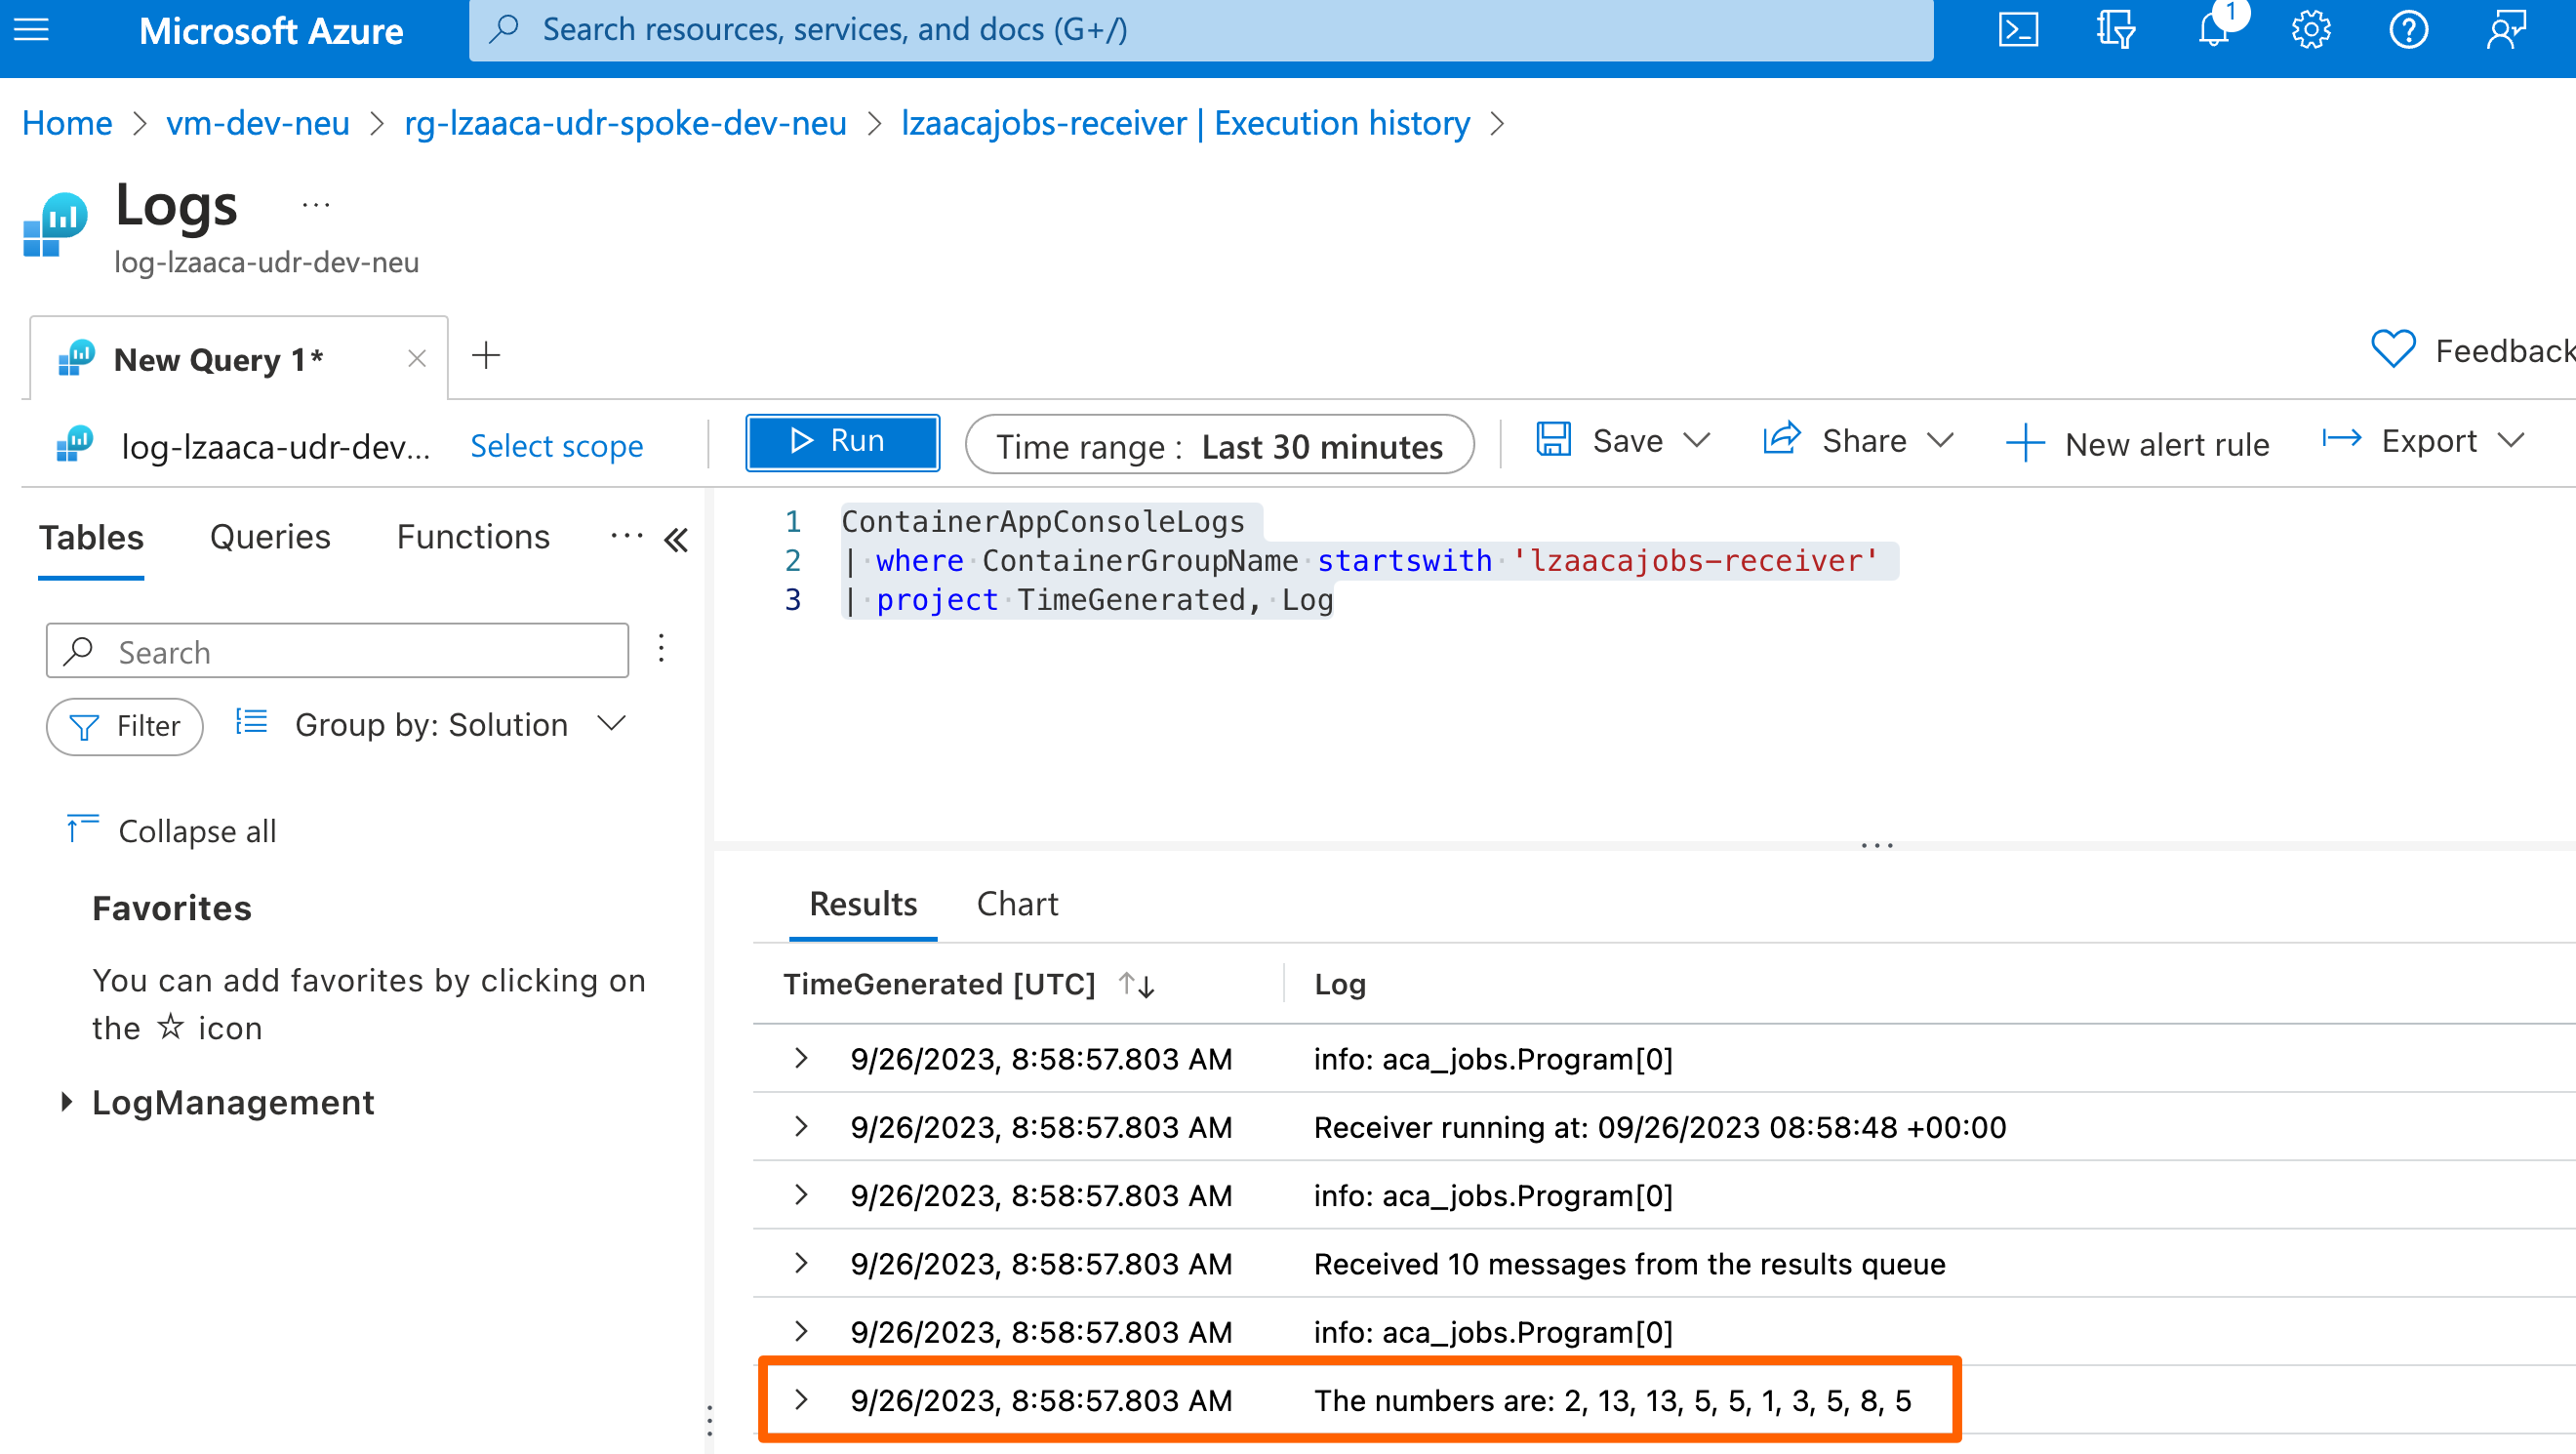 Microsoft Azure
Search resources, services, and docs (G+/)
1
Home > vm-dev-neu > rg-lzaaca-udr-spoke-dev-neu > lzaacajobs-receiver | Execution history >
Logs ...
log-lzaaca-udr-dev-neu
New Query 1*
Feedback
log-lzaaca-udr-dev...
Select scope
Run
Time range : Last 30 minutes
Save
Share
New alert rule
Export
Tables
Queries
Functions
...
1 ContainerAppConsoleLogs
2 | where ContainerGroupName startswith 'lzaacajobs-receiver'
3 | project TimeGenerated, Log
Search
Filter
Group by: Solution
Collapse all
Favorites
You can add favorites by clicking on
the ☆ icon
LogManagement
Results
Chart
TimeGenerated [UTC] Log
9/26/2023, 8:58:57.803 AM info: aca_jobs.Program[0]
9/26/2023, 8:58:57.803 AM Receiver running at: 09/26/2023 08:58:48 +00:00
9/26/2023, 8:58:57.803 AM info: aca_jobs.Program[0]
9/26/2023, 8:58:57.803 AM Received 10 messages from the results queue
9/26/2023, 8:58:57.803 AM info: aca_jobs.Program[0]
9/26/2023, 8:58:57.803 AM The numbers are: 2, 13, 13, 5, 5, 1, 3, 5, 8, 5